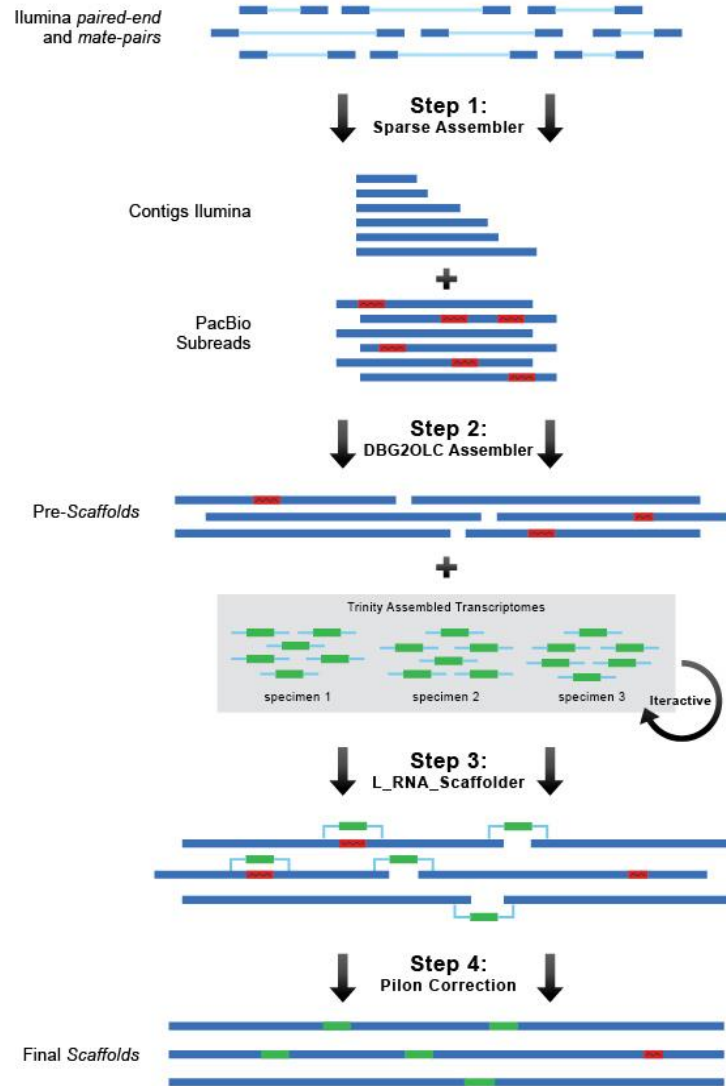 Ilumina paired-end
and mate-pairs
Step 1:
Sparse Assembler
Contigs Ilumina
PacBio
Subreads
Step 2:
DBG2OLC Assembler
Pre-Scaffolds
Trinity Assembled Transcriptomes
specimen 1
specimen 2
specimen 3
Iteractive
Step 3:
L_RNA_Scaffolder
Step 4:
Pilon Correction
Final Scaffolds